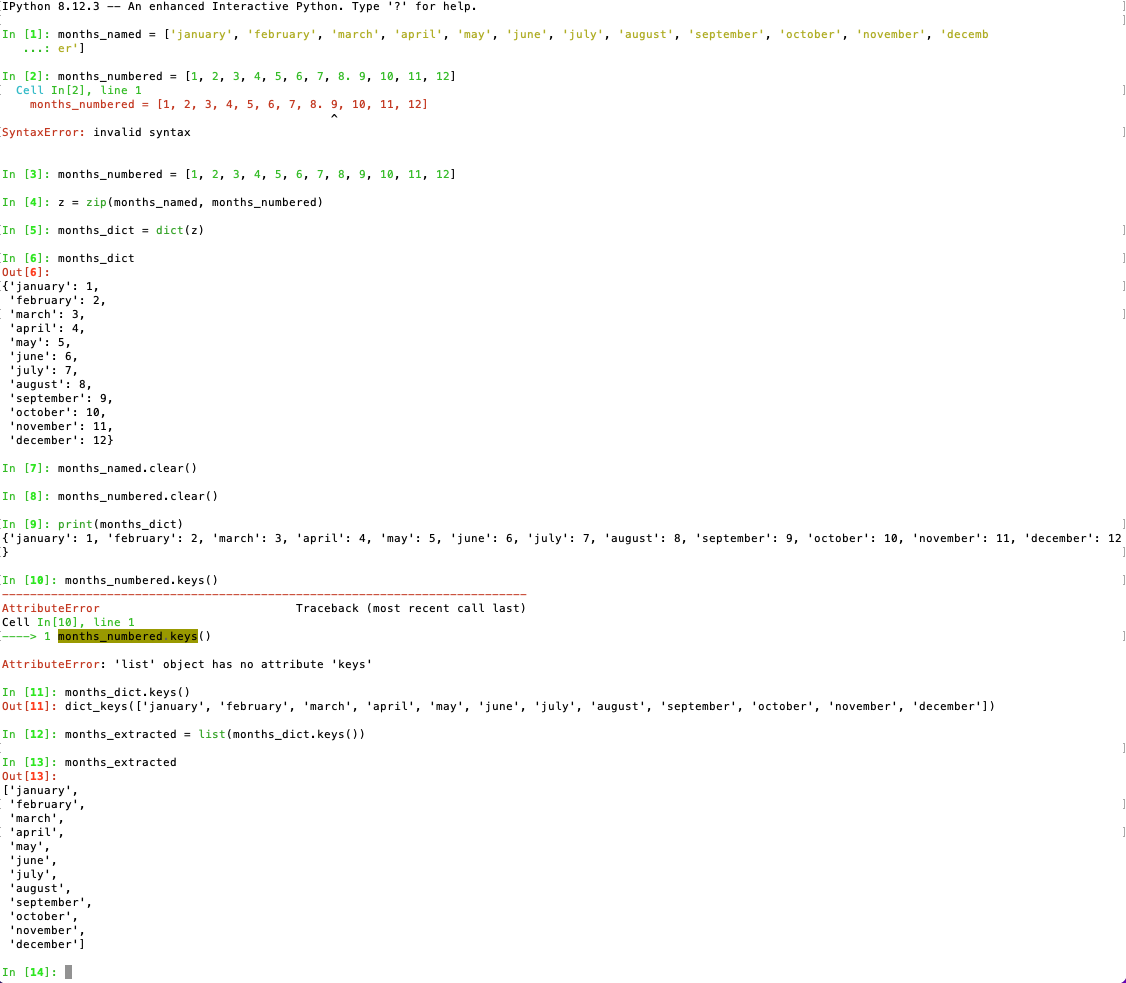 IPython 8.12.3 -- An enhanced Interactive Python. Type '?' for help.
In [1]: months_named = ['january', 'february', 'march', 'april', 'may', 'june', 'july', 'august', 'september', 'october', 'november', 'decemb
   ...: er']
In [2]: months_numbered = [1, 2, 3, 4, 5, 6, 7, 8. 9, 10, 11, 12]
  Cell In[2], line 1
    months_numbered = [1, 2, 3, 4, 5, 6, 7, 8. 9, 10, 11, 12]
                                               ^
SyntaxError: invalid syntax
In [3]: months_numbered = [1, 2, 3, 4, 5, 6, 7, 8, 9, 10, 11, 12]
In [4]: z = zip(months_named, months_numbered)
In [5]: months_dict = dict(z)
In [6]: months_dict
Out[6]:
{'january': 1,
 'february': 2,
 'march': 3,
 'april': 4,
 'may': 5,
 'june': 6,
 'july': 7,
 'august': 8,
 'september': 9,
 'october': 10,
 'november': 11,
 'december': 12}
In [7]: months_named.clear()
In [8]: months_numbered.clear()
In [9]: print(months_dict)
{'january': 1, 'february': 2, 'march': 3, 'april': 4, 'may': 5, 'june': 6, 'july': 7, 'august': 8, 'september': 9, 'october': 10, 'november': 11, 'december': 12
}
In [10]: months_numbered.keys()
---------------------------------------------------------------------------
AttributeError                            Traceback (most recent call last)
Cell In[10], line 1
----> 1 months_numbered.keys()
AttributeError: 'list' object has no attribute 'keys'
In [11]: months_dict.keys()
Out[11]: dict_keys(['january', 'february', 'march', 'april', 'may', 'june', 'july', 'august', 'september', 'october', 'november', 'december'])
In [12]: months_extracted = list(months_dict.keys())
In [13]: months_extracted
Out[13]:
['january',
 'february',
 'march',
 'april',
 'may',
 'june',
 'july',
 'august',
 'september',
 'october',
 'november',
 'december']
In [14]: